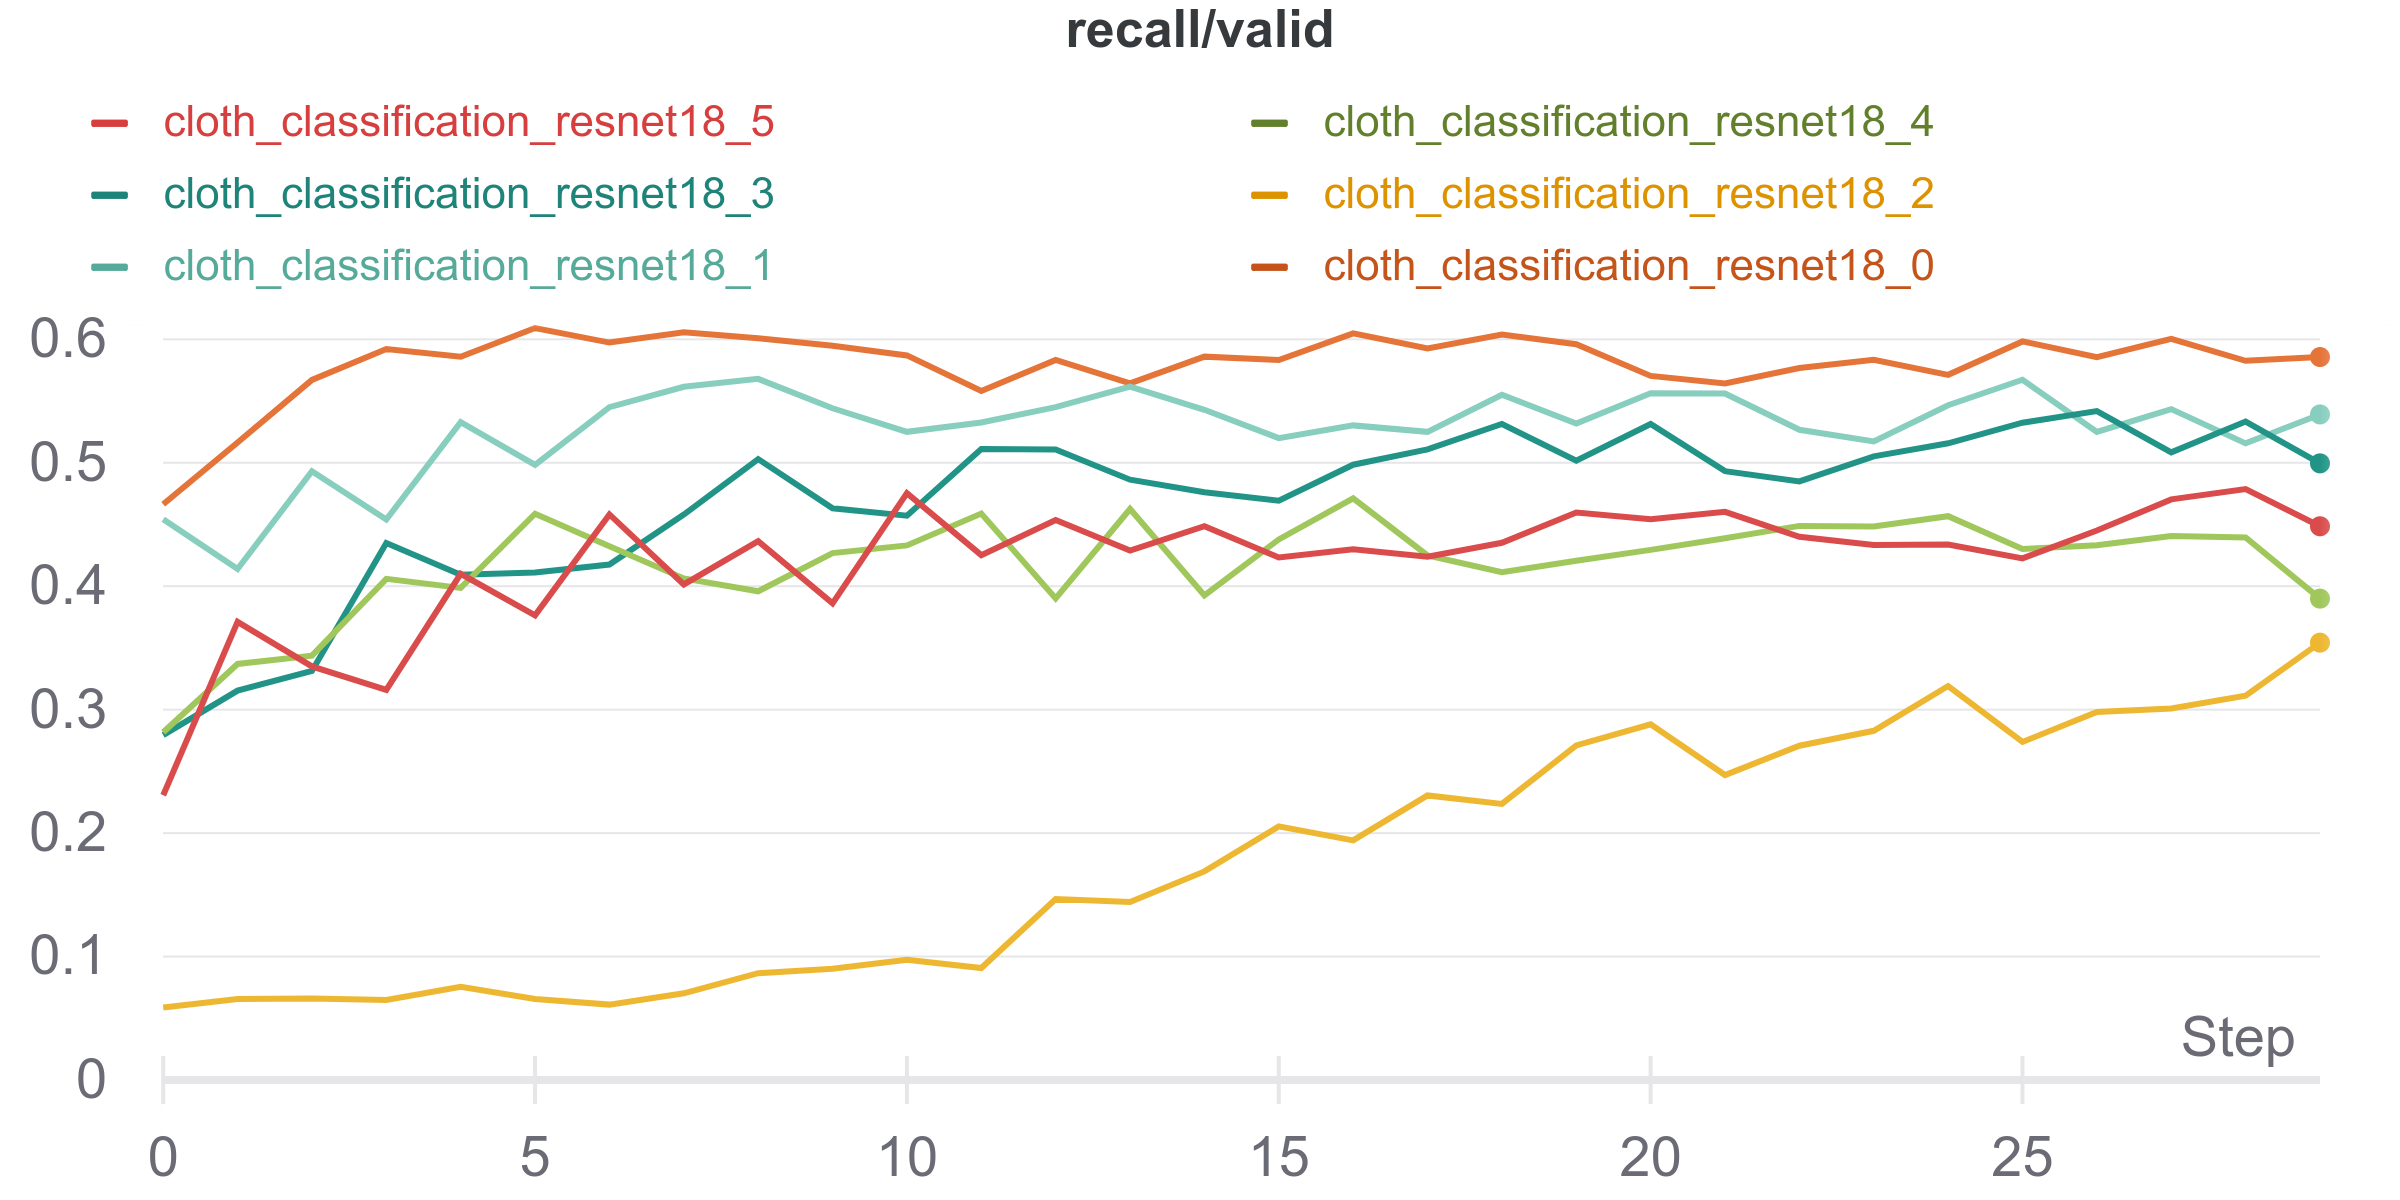 recall/valid
cloth_classification_resnet18_5 cloth_classification_resnet18_4
cloth_classification_resnet18_3 cloth_classification_resnet18_2
cloth_classification_resnet18_1 cloth_classification_resnet18_0
0.6
0.5
0.4
0.3
0.2
0.1
Step
0
0 5 10 15 20 25